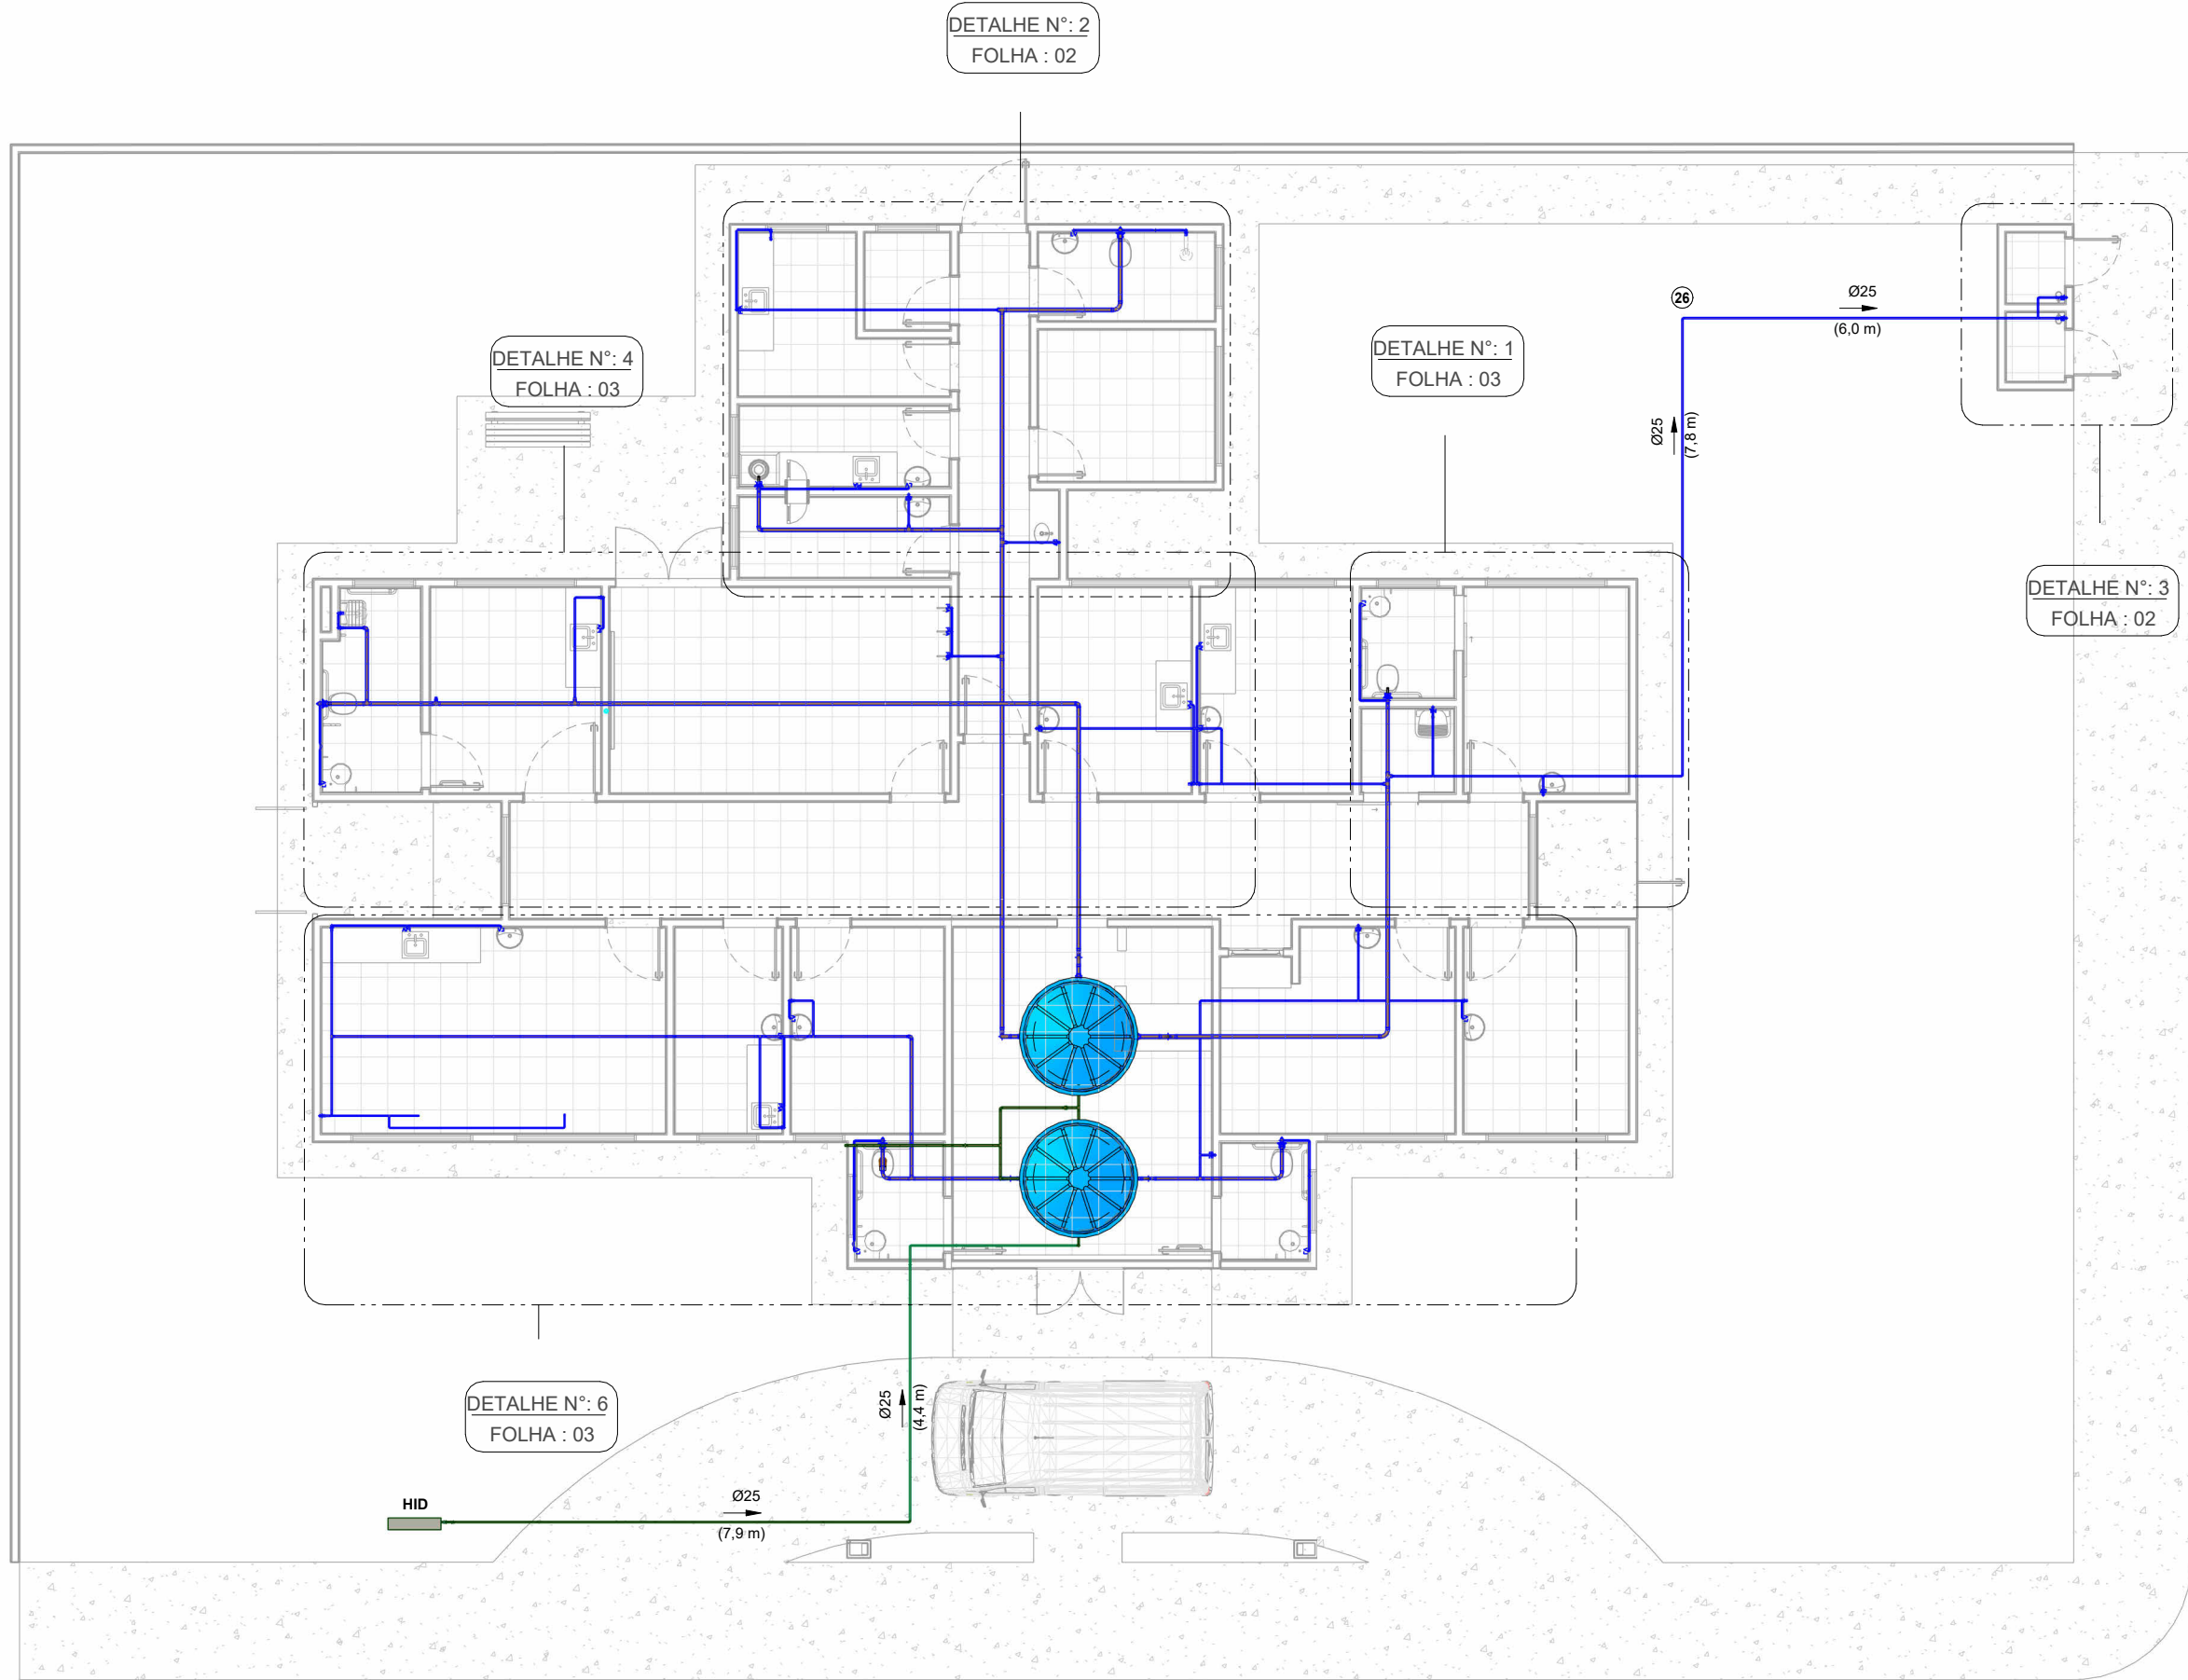 DETALHE N°: 2
FOLHA : 02
26
Ø25
(6,0 m)
DETALHE N°: 4
FOLHA : 03
DETALHE N°: 1
FOLHA : 03
Ø25
(7,8 m)
DETALHE N°: 3
FOLHA : 02
DETALHE N°: 6
FOLHA : 03
Ø25
(4,4 m)
HID
Ø25
(7,9 m)